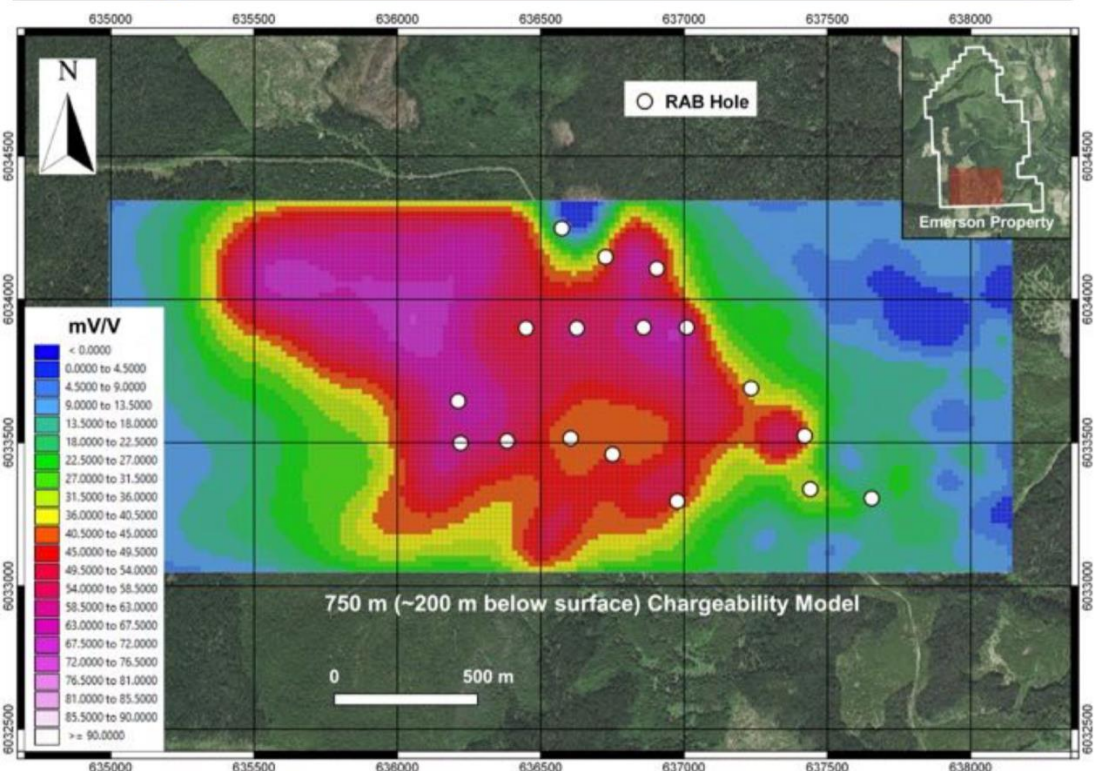 635000 635500 636000 636500 637000 637500 638000
N
RAB Hole
6034500 6034500
Emerson Property
6034000 6034000
mV/V
< 0.0000
0.0000 to 4.5000
4.5000 to 9.0000
9.0000 to 13.5000
13.5000 to 18.0000
18.0000 to 22.5000
22.5000 to 27.0000
27.0000 to 31.5000
31.5000 to 36.0000
36.0000 to 40.5000
40.5000 to 45.0000
45.0000 to 49.5000
49.5000 to 54.0000
54.0000 to 58.5000
58.5000 to 63.0000
63.0000 to 67.5000
67.5000 to 72.0000
72.0000 to 76.5000
76.5000 to 81.0000
81.0000 to 85.5000
85.5000 to 90.0000
>= 90.0000
6033500 6033500
6033000 6033000
750 m (~200 m below surface) Chargeability Model
0 500 m
6032500 6032500
635000 635500 636000 636500 637000 637500 638000